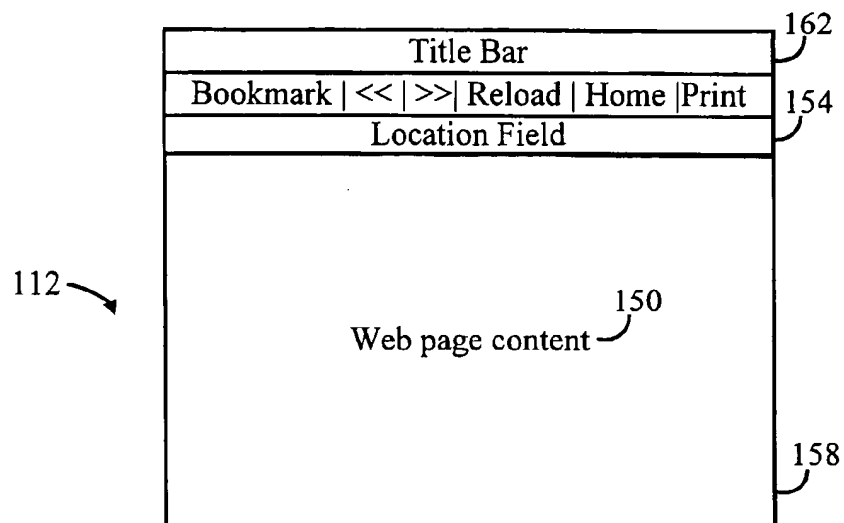 162
Title Bar
Bookmark | << | >>| Reload | Home |Print
154
Location Field
112
150
Web page content
158